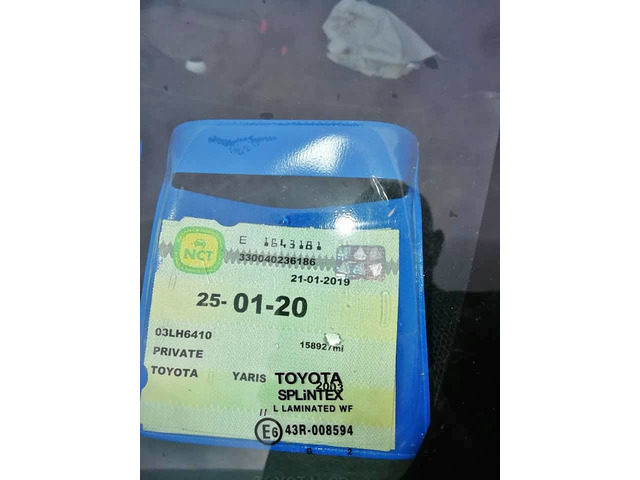 E 1643181
NCT
330040236186
21-01-2019
25-01-20
03LH6410
158927mi
PRIVATE
TOYOTA YARIS
TOYOTA
2003
SPLiNTEX
L LAMINATED WF
//
E6 43R-008594